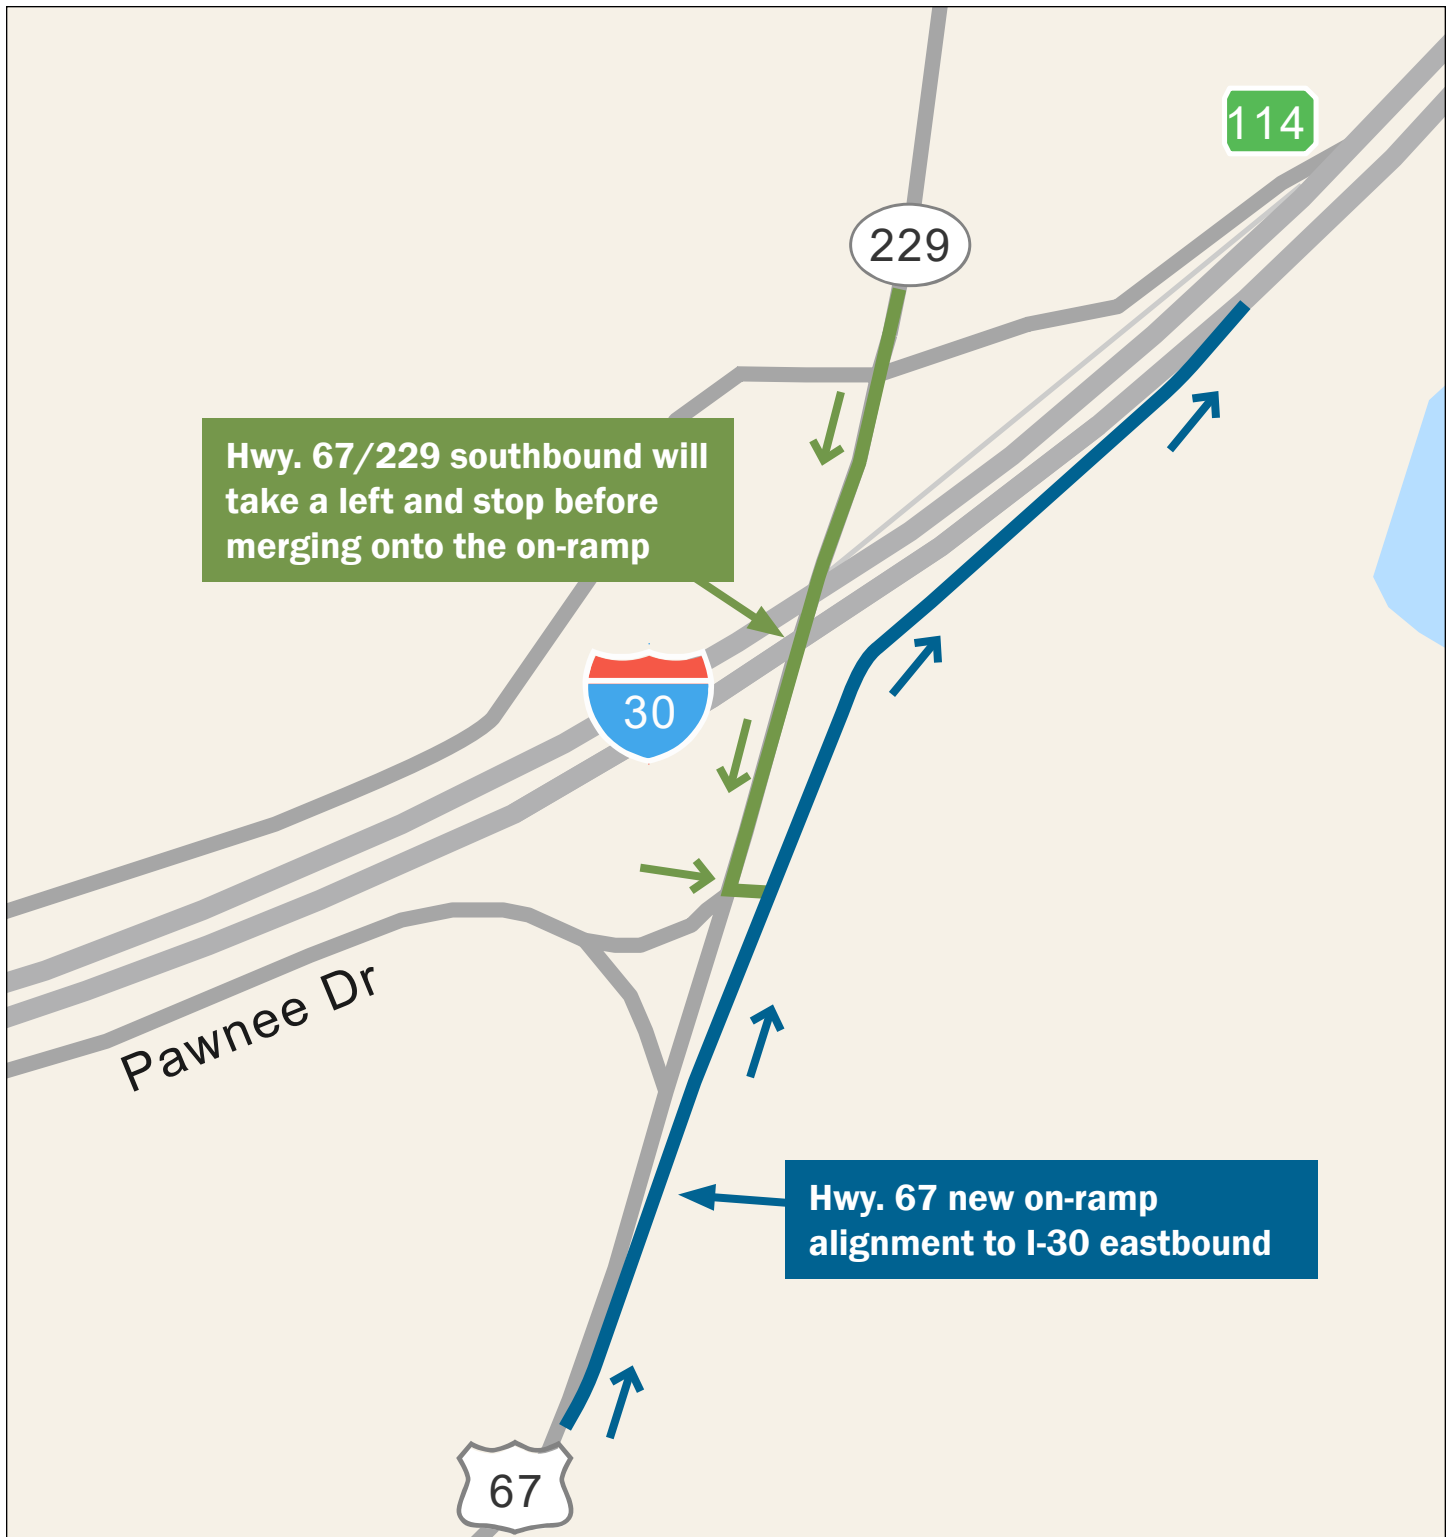 114
229
Hwy. 67/229 southbound will
take a left and stop before
merging onto the on-ramp
30
Pawnee Dr
Hwy. 67 new on-ramp
alignment to I-30 eastbound
67